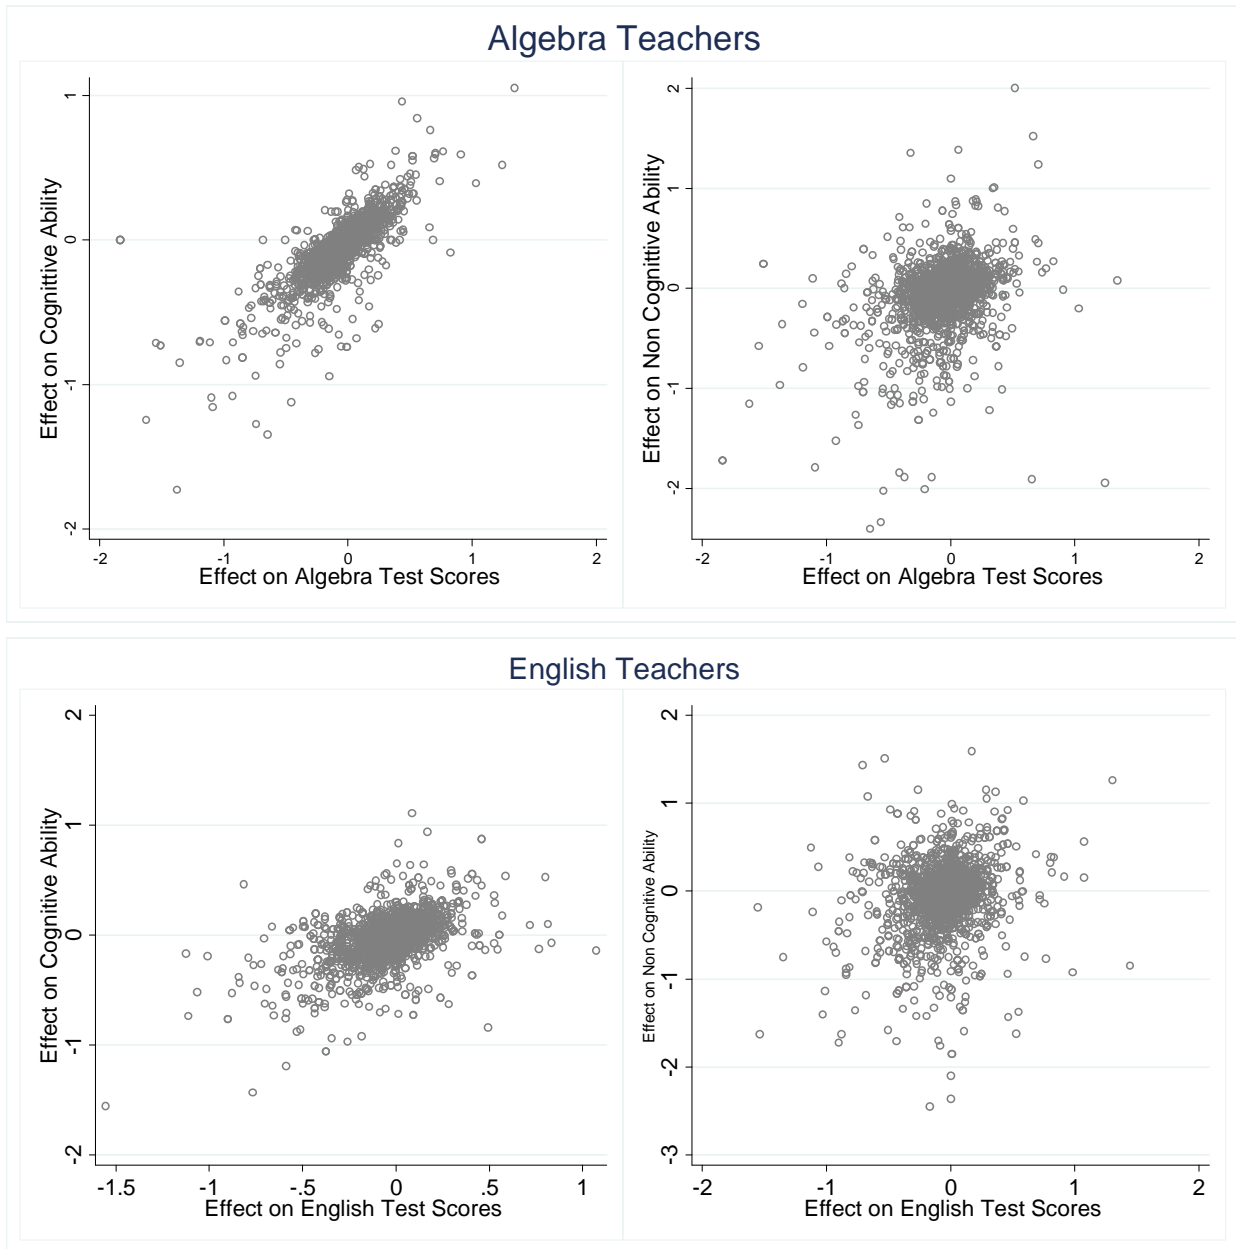 Algebra Teachers
Effect on Cognittive Ability
1
0
-1
-2
-2 -1 0 1 2
Effect on Algebra Test Scores
Effect on Non Cognittive Ability
2
1
0
-1
-2
-2 -1 0 1 2
Effect on Algebra Test Scores
English Teachers
Effect on Cognitive Ability
2
1
0
-1
-2
-1.5 -1 -.5 0 .5 1
Effect on English Test Scores
Effect on Non Cognitive Ability
2
1
0
-1
-2
-3
-2 -1 0 1 2
Effect on English Test Scores